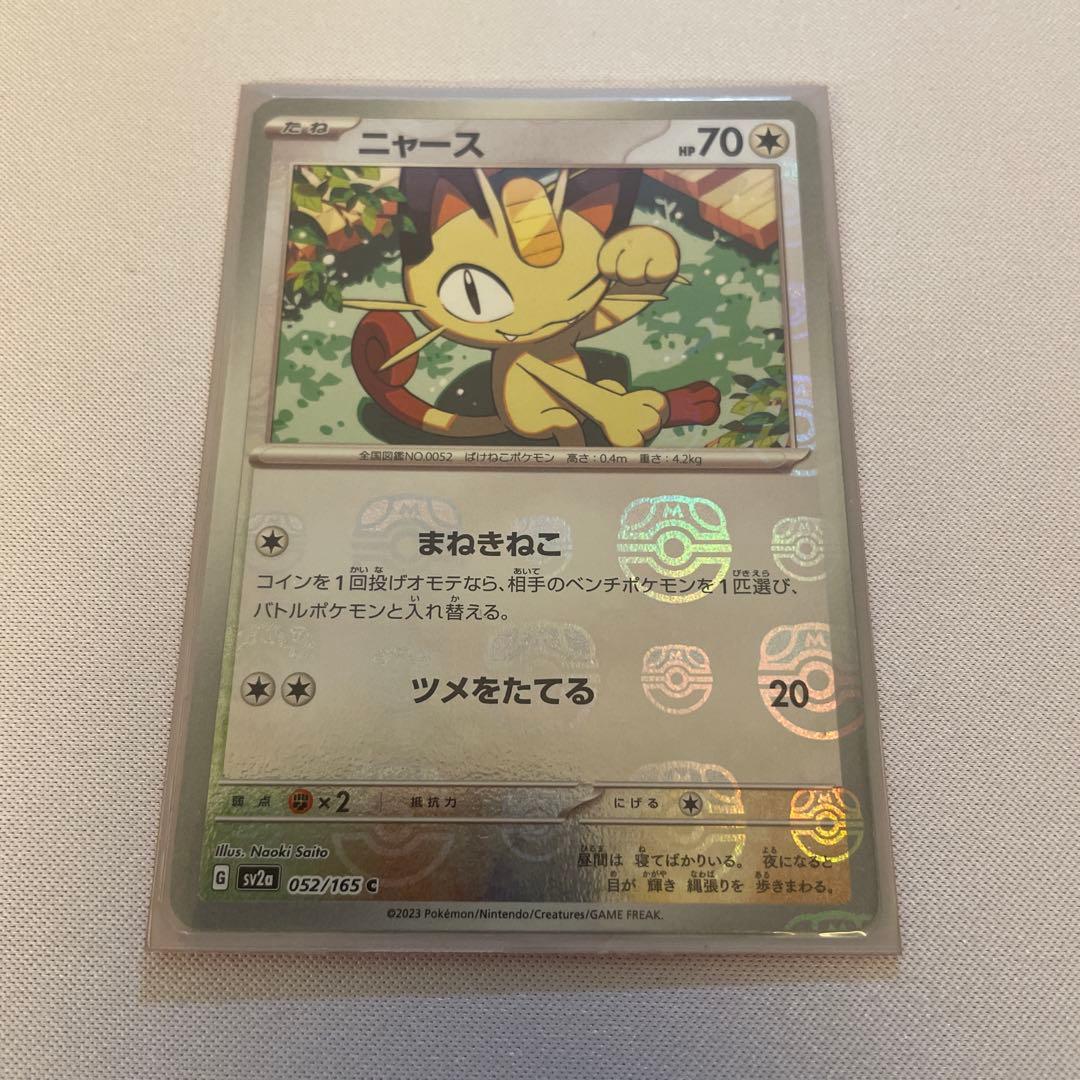 たね ニャース HP70
全国図鑑NO.0052 ばけねこポケモン 高さ:0.4m 重さ:4.2kg
まねきねこ
コインを1回投げオモテなら、相手のベンチポケモンを1匹選び、
バトルポケモンと入れ替える。
ツメをたてる 20
弱点 ×2 抵抗力 にげる
Illus. Naoki Saito
昼間は 寝てばかりいる。 夜になると
目が 輝き 縄張りを 歩きまわる。
G sv2a 052/165 C
©2023 Pokémon/Nintendo/Creatures/GAME FREAK.